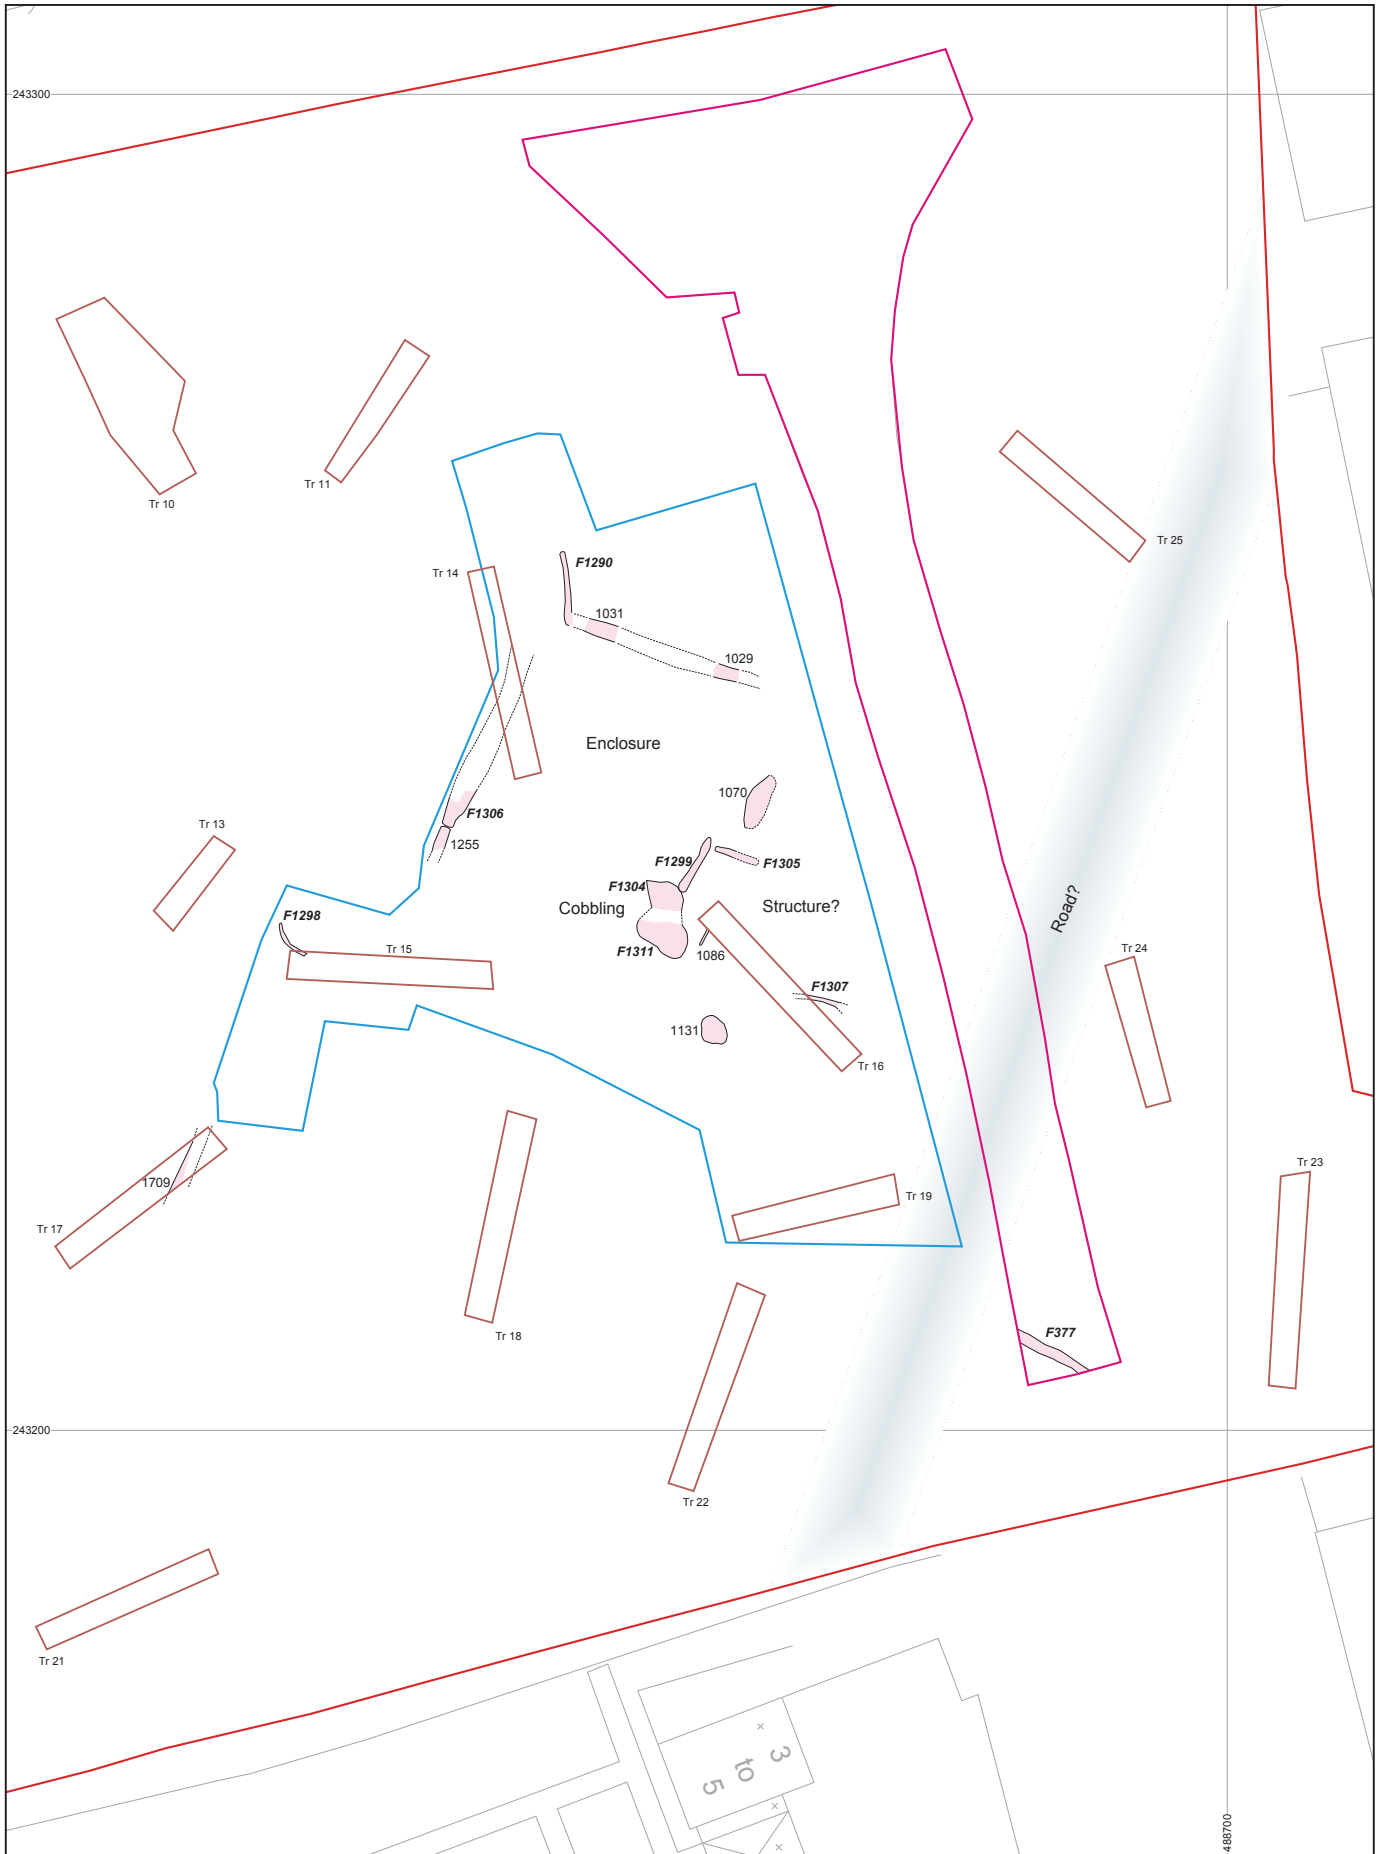 243300
Tr 10
Tr 11
Tr 25
F1290
Tr 14
1031
1029
Enclosure
1070
F1306
Tr 13
1255
F1299
F1305
F1304
Cobbling
Structure?
Road?
F1298
Tr 15
F1311
1086
Tr 24
F1307
1131
Tr 16
Tr 23
1709
Tr 17
Tr 19
Tr 18
F377
243200
Tr 22
Tr 21
3
to
5
488700